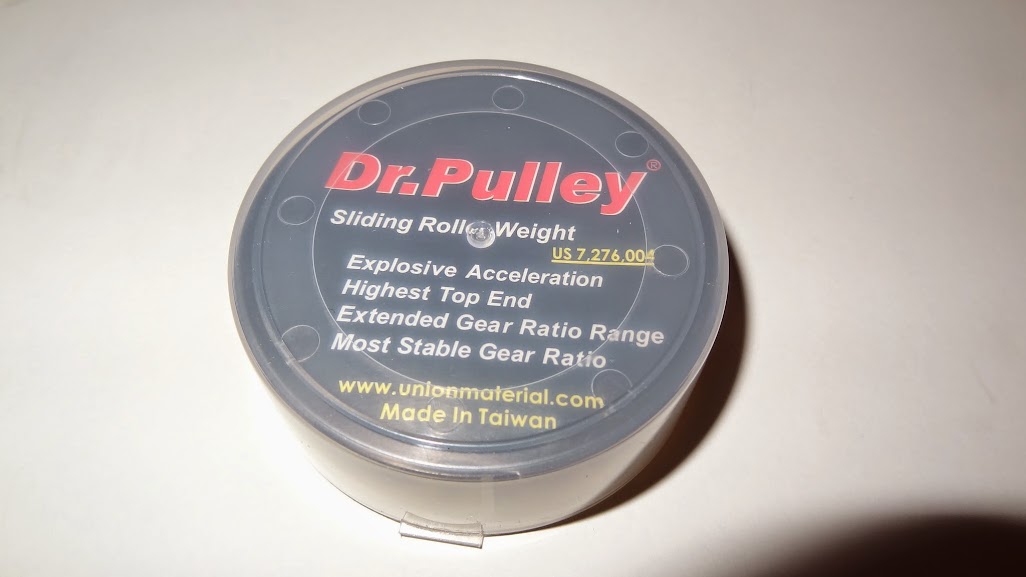 Dr.Pulley®
Sliding Roller Weight
US 7,276,004
Explosive Acceleration
Highest Top End
Extended Gear Ratio Range
Most Stable Gear Ratio
www.unionmaterial.com
Made In Taiwan